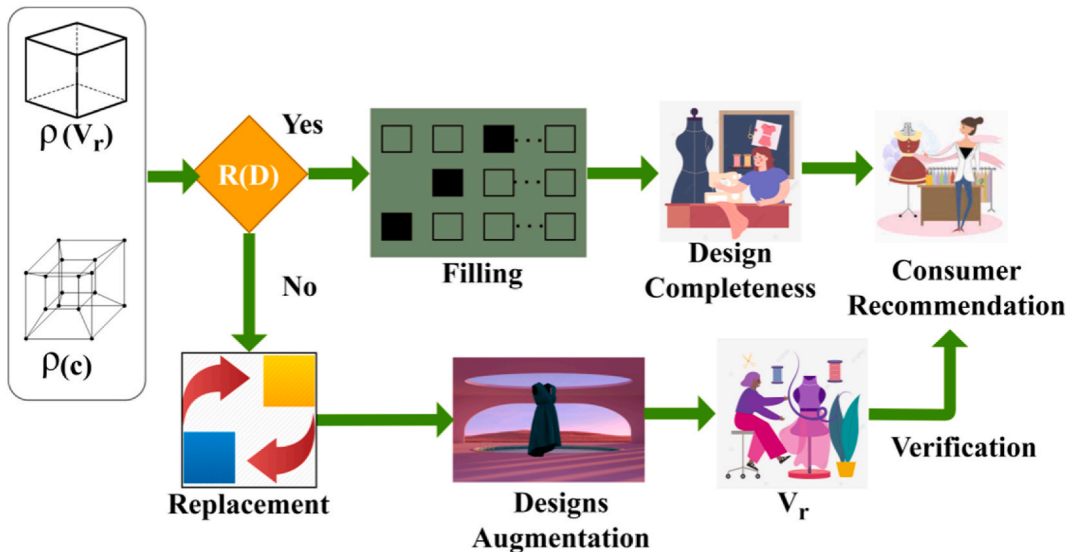 ρ(Vᵣ)
ρ(c)
R(D)
Yes
No
Filling
Design
Completeness
Consumer
Recommendation
Replacement
Designs
Augmentation
Vᵣ
Verification